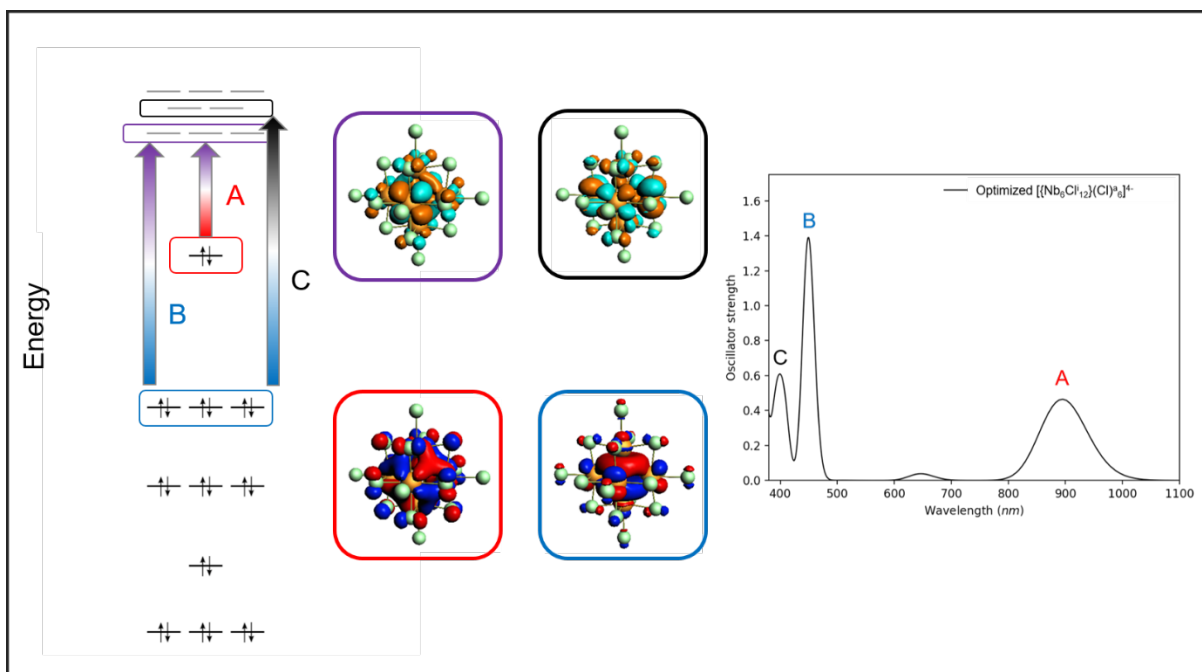 Energy
A
B
C
Optimized [{Nb₆Clⁱ₁₂}(Cl)ᵃ₆]⁴⁻
Oscillator strength
1.6
1.4
1.2
1.0
0.8
0.6
0.4
0.2
0.0
B
C
A
400 500 600 700 800 900 1000 1100
Wavelength (nm)